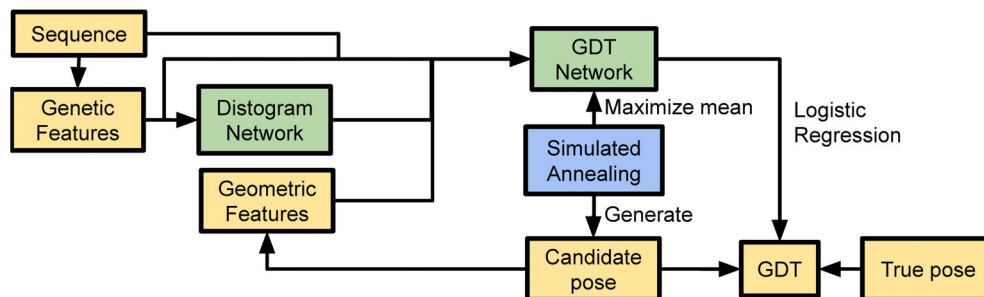 Sequence
Genetic
Features
Distogram
Network
Geometric
Features
GDT
Network
Maximize mean
Simulated
Annealing
Generate
Candidate
pose
Logistic
Regression
GDT
True pose